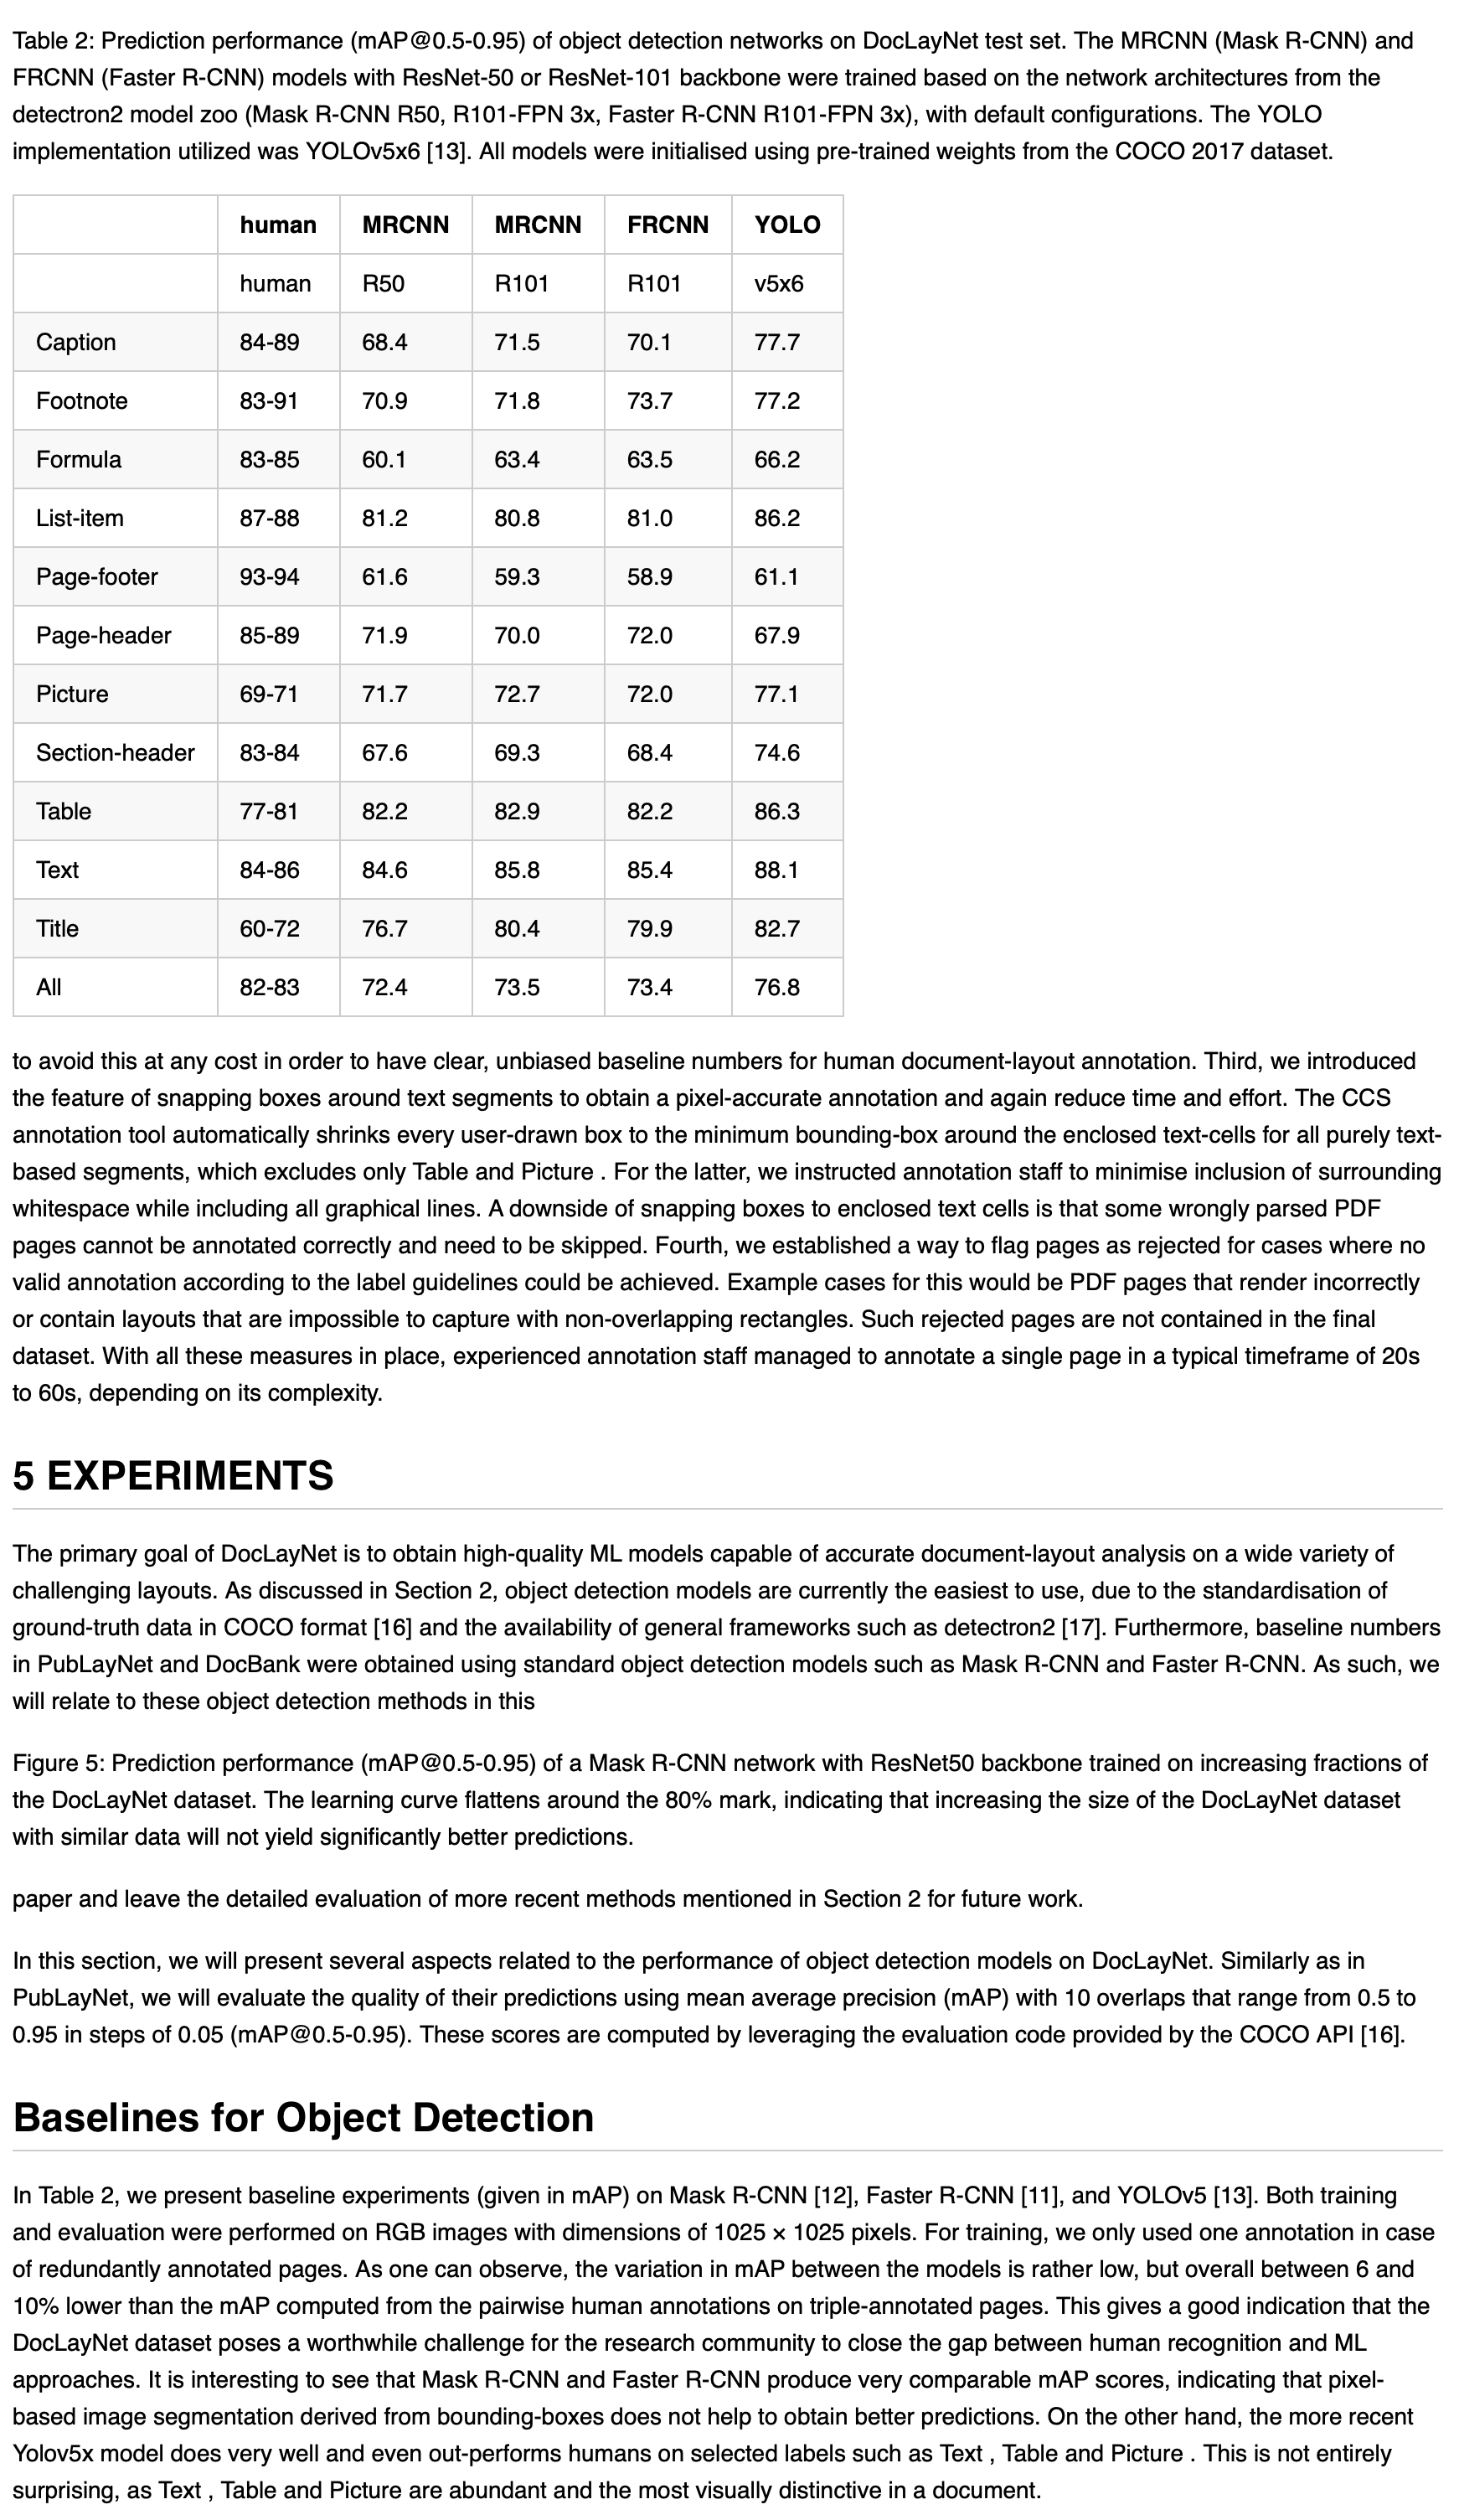 Table 2: Prediction performance (mAP@0.5-0.95) of object detection networks on DocLayNet test set. The MRCNN (Mask R-CNN) and
FRCNN (Faster R-CNN) models with ResNet-50 or ResNet-101 backbone were trained based on the network architectures from the
detectron2 model zoo (Mask R-CNN R50, R101-FPN 3x, Faster R-CNN R101-FPN 3x), with default configurations. The YOLO
implementation utilized was YOLOv5x6 [13]. All models were initialised using pre-trained weights from the COCO 2017 dataset.
human MRCNN MRCNN FRCNN YOLO
human R50 R101 R101 v5x6
Caption 84-89 68.4 71.5 70.1 77.7
Footnote 83-91 70.9 71.8 73.7 77.2
Formula 83-85 60.1 63.4 63.5 66.2
List-item 87-88 81.2 80.8 81.0 86.2
Page-footer 93-94 61.6 59.3 58.9 61.1
Page-header 85-89 71.9 70.0 72.0 67.9
Picture 69-71 71.7 72.7 72.0 77.1
Section-header 83-84 67.6 69.3 68.4 74.6
Table 77-81 82.2 82.9 82.2 86.3
Text 84-86 84.6 85.8 85.4 88.1
Title 60-72 76.7 80.4 79.9 82.7
All 82-83 72.4 73.5 73.4 76.8
to avoid this at any cost in order to have clear, unbiased baseline numbers for human document-layout annotation. Third, we introduced
the feature of snapping boxes around text segments to obtain a pixel-accurate annotation and again reduce time and effort. The CCS
annotation tool automatically shrinks every user-drawn box to the minimum bounding-box around the enclosed text-cells for all purely text-
based segments, which excludes only Table and Picture . For the latter, we instructed annotation staff to minimise inclusion of surrounding
whitespace while including all graphical lines. A downside of snapping boxes to enclosed text cells is that some wrongly parsed PDF
pages cannot be annotated correctly and need to be skipped. Fourth, we established a way to flag pages as rejected for cases where no
valid annotation according to the label guidelines could be achieved. Example cases for this would be PDF pages that render incorrectly
or contain layouts that are impossible to capture with non-overlapping rectangles. Such rejected pages are not contained in the final
dataset. With all these measures in place, experienced annotation staff managed to annotate a single page in a typical timeframe of 20s
to 60s, depending on its complexity.
5 EXPERIMENTS
The primary goal of DocLayNet is to obtain high-quality ML models capable of accurate document-layout analysis on a wide variety of
challenging layouts. As discussed in Section 2, object detection models are currently the easiest to use, due to the standardisation of
ground-truth data in COCO format [16] and the availability of general frameworks such as detectron2 [17]. Furthermore, baseline numbers
in PubLayNet and DocBank were obtained using standard object detection models such as Mask R-CNN and Faster R-CNN. As such, we
will relate to these object detection methods in this
Figure 5: Prediction performance (mAP@0.5-0.95) of a Mask R-CNN network with ResNet50 backbone trained on increasing fractions of
the DocLayNet dataset. The learning curve flattens around the 80% mark, indicating that increasing the size of the DocLayNet dataset
with similar data will not yield significantly better predictions.
paper and leave the detailed evaluation of more recent methods mentioned in Section 2 for future work.
In this section, we will present several aspects related to the performance of object detection models on DocLayNet. Similarly as in
PubLayNet, we will evaluate the quality of their predictions using mean average precision (mAP) with 10 overlaps that range from 0.5 to
0.95 in steps of 0.05 (mAP@0.5-0.95). These scores are computed by leveraging the evaluation code provided by the COCO API [16].
Baselines for Object Detection
In Table 2, we present baseline experiments (given in mAP) on Mask R-CNN [12], Faster R-CNN [11], and YOLOv5 [13]. Both training
and evaluation were performed on RGB images with dimensions of 1025 × 1025 pixels. For training, we only used one annotation in case
of redundantly annotated pages. As one can observe, the variation in mAP between the models is rather low, but overall between 6 and
10% lower than the mAP computed from the pairwise human annotations on triple-annotated pages. This gives a good indication that the
DocLayNet dataset poses a worthwhile challenge for the research community to close the gap between human recognition and ML
approaches. It is interesting to see that Mask R-CNN and Faster R-CNN produce very comparable mAP scores, indicating that pixel-
based image segmentation derived from bounding-boxes does not help to obtain better predictions. On the other hand, the more recent
Yolov5x model does very well and even out-performs humans on selected labels such as Text , Table and Picture . This is not entirely
surprising, as Text , Table and Picture are abundant and the most visually distinctive in a document.